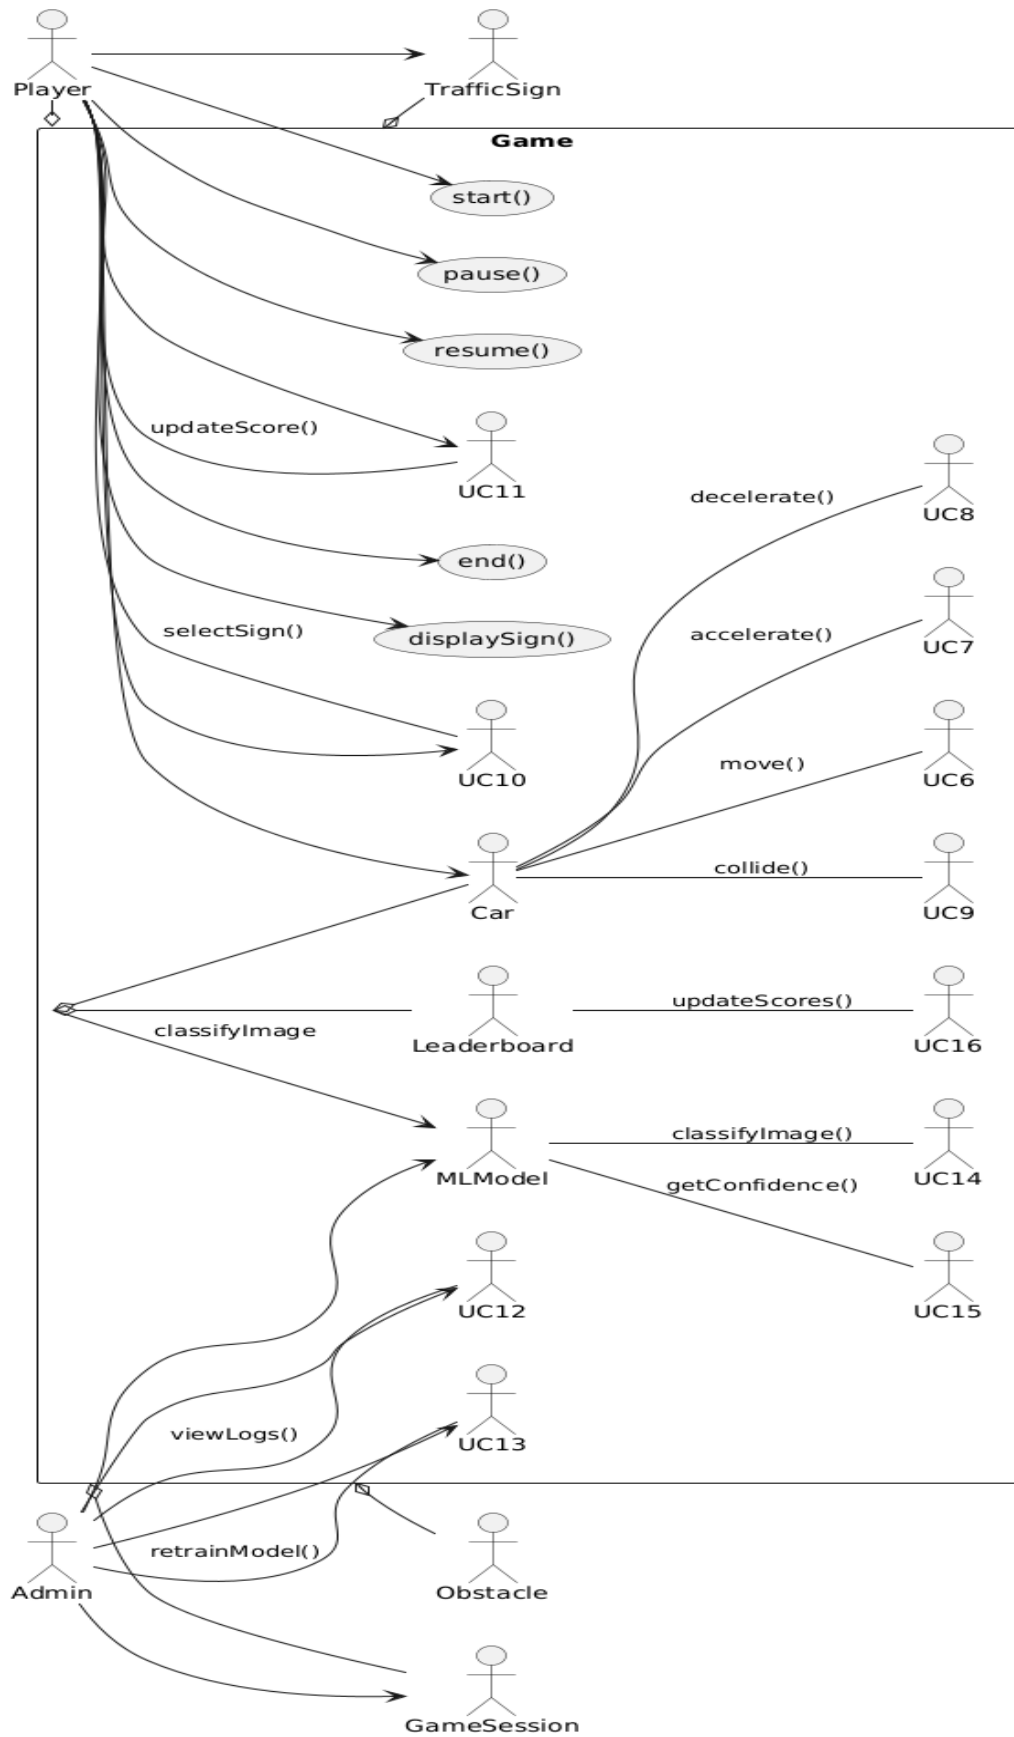 Player
TrafficSign
Game
start()
pause()
resume()
updateScore()
UC11
decelerate()
UC8
end()
selectSign()
displaySign()
accelerate()
UC7
UC10
move()
UC6
Car
collide()
UC9
classifyImage
Leaderboard
updateScores()
UC16
MLModel
classifyImage()
UC14
getConfidence()
UC12
UC15
viewLogs()
UC13
retrainModel()
Admin
Obstacle
GameSession